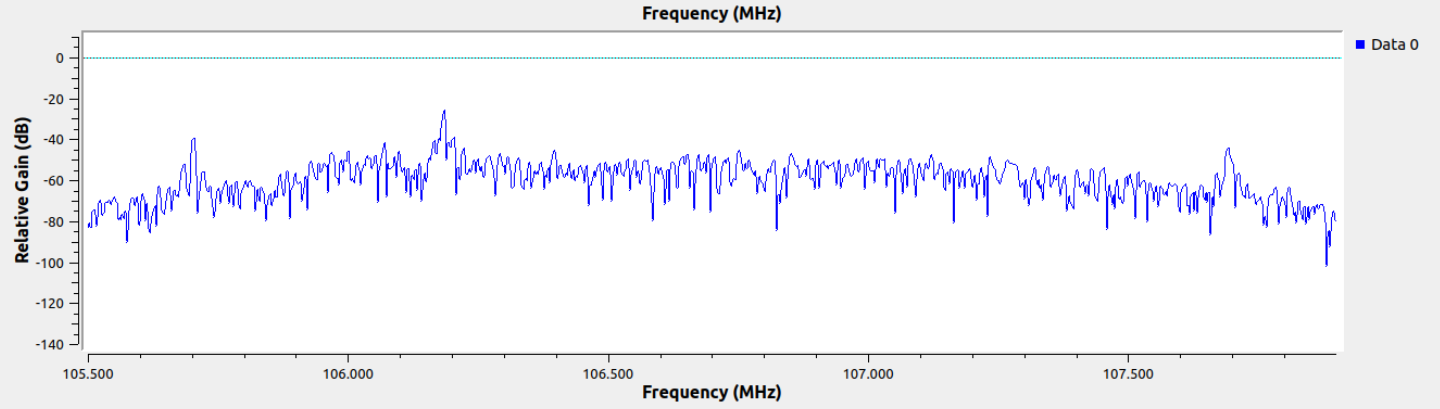 Frequency (MHz)
Data 0
Relative Gain (dB)
0
-20
-40
-60
-80
-100
-120
-140
105.500 106.000 106.500 107.000 107.500
Frequency (MHz)